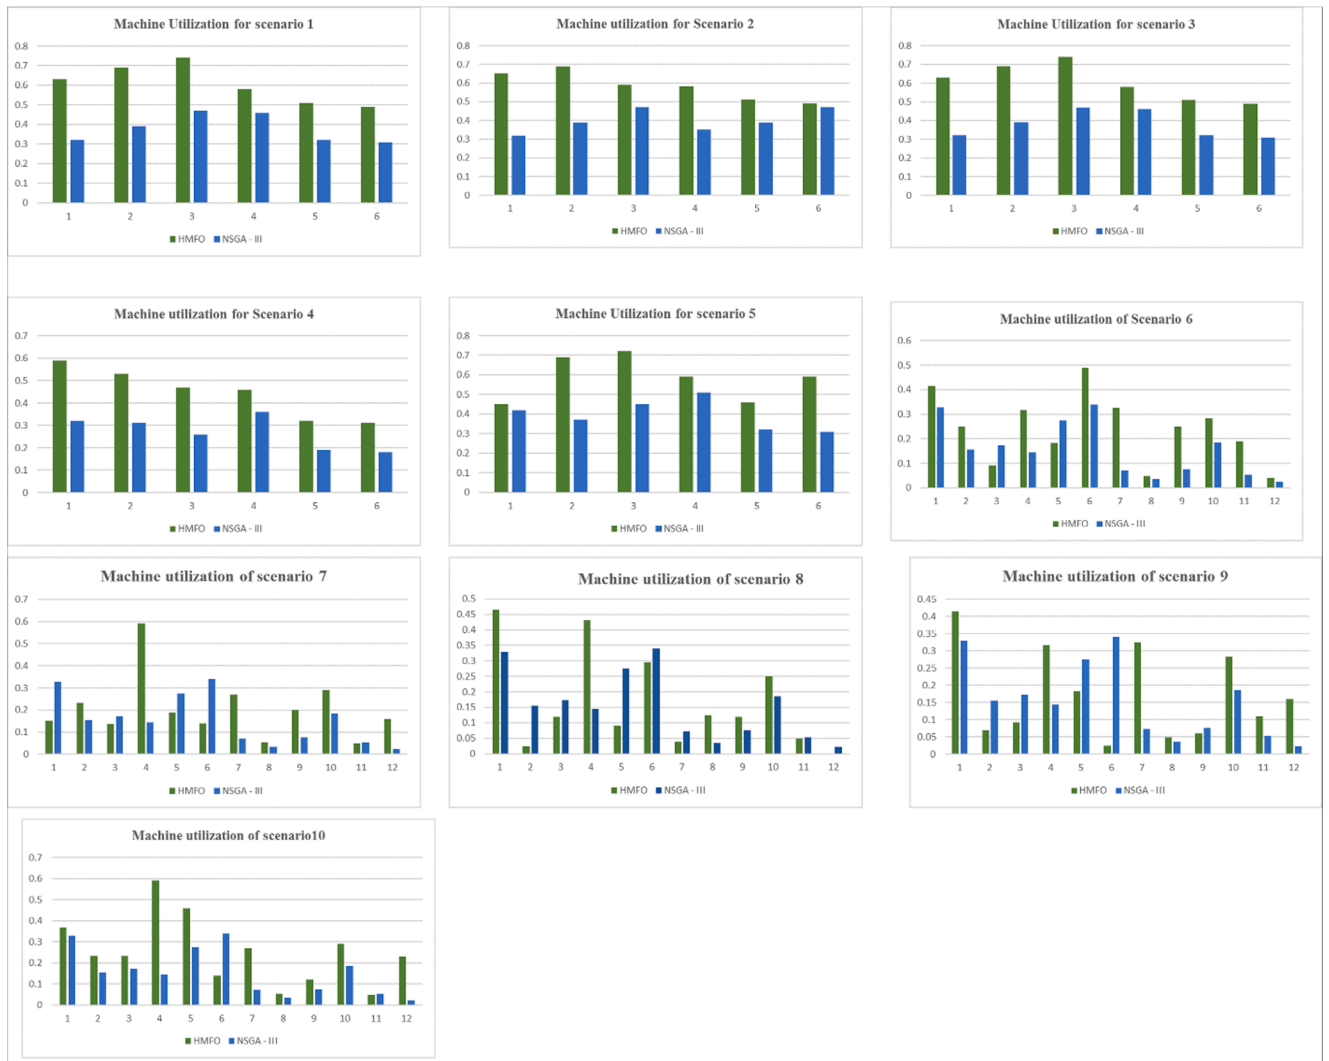 Machine Utilization for scenario 1
0.8
0.7
0.6
0.5
0.4
0.3
0.2
0.1
0
1 2 3 4 5 6
HMFO NSGA - III
Machine utilization for Scenario 2
0.8
0.7
0.6
0.5
0.4
0.3
0.2
0.1
0
1 2 3 4 5 6
HMFO NSGA - III
Machine Utilization for scenario 3
0.8
0.7
0.6
0.5
0.4
0.3
0.2
0.1
0
1 2 3 4 5 6
HMFO NSGA - III
Machine utilization for Scenario 4
0.7
0.6
0.5
0.4
0.3
0.2
0.1
0
1 2 3 4 5 6
HMFO NSGA - III
Machine Utilization for scenario 5
0.8
0.7
0.6
0.5
0.4
0.3
0.2
0.1
0
1 2 3 4 5 6
HMFO NSGA - III
Machine utilization of Scenario 6
0.6
0.5
0.4
0.3
0.2
0.1
0
1 2 3 4 5 6 7 8 9 10 11 12
HMFO NSGA - III
Machine utilization of scenario 7
0.7
0.6
0.5
0.4
0.3
0.2
0.1
0
1 2 3 4 5 6 7 8 9 10 11 12
HMFO NSGA - III
Machine utilization of scenario 8
0.5
0.45
0.4
0.35
0.3
0.25
0.2
0.15
0.1
0.05
0
1 2 3 4 5 6 7 8 9 10 11 12
HMFO NSGA - III
Machine utilization of scenario 9
0.45
0.4
0.35
0.3
0.25
0.2
0.15
0.1
0.05
0
1 2 3 4 5 6 7 8 9 10 11 12
HMFO NSGA - III
Machine utilization of scenario10
0.7
0.6
0.5
0.4
0.3
0.2
0.1
0
1 2 3 4 5 6 7 8 9 10 11 12
HMFO NSGA - III